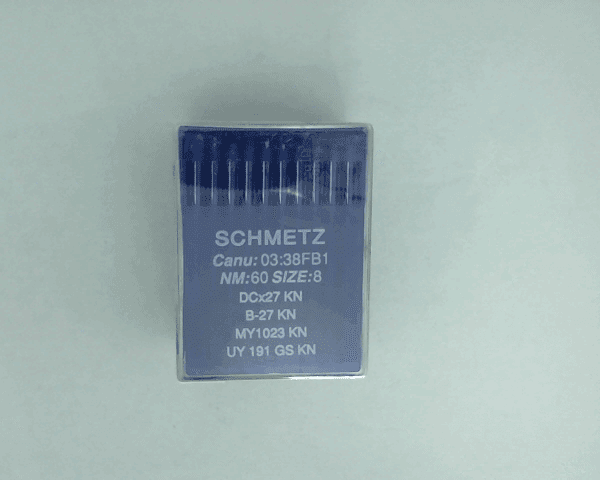 SCHMETZ
Canu: 03:38FB1
NM:60 SIZE:8
DCx27 KN
B-27 KN
MY1023 KN
UY 191 GS KN